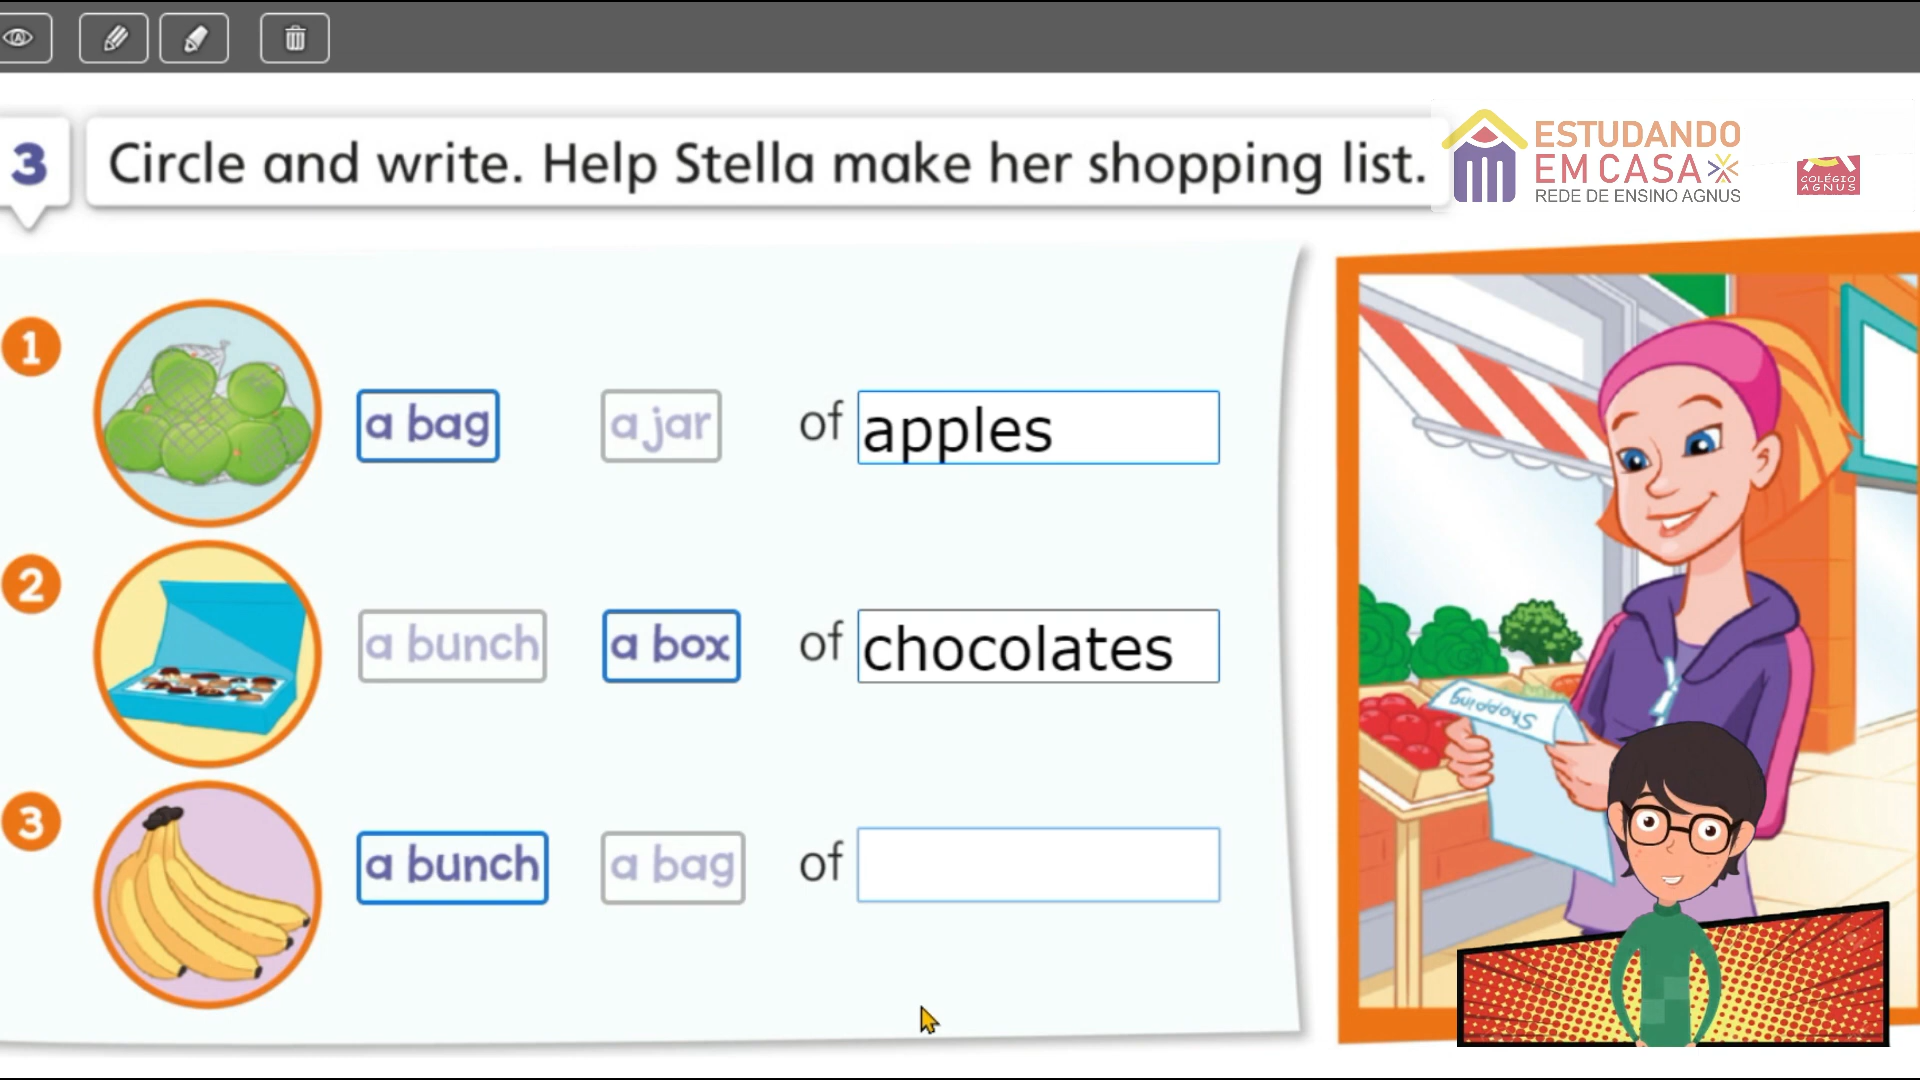 3 Circle and write. Help Stella make her shopping list.
ESTUDANDO
EM CASA
REDE DE ENSINO AGNUS
COLÉGIO
AGNUS
1 a bag a jar of apples
2 a bunch a box of chocolates
3 a bunch a bag of
Shopping